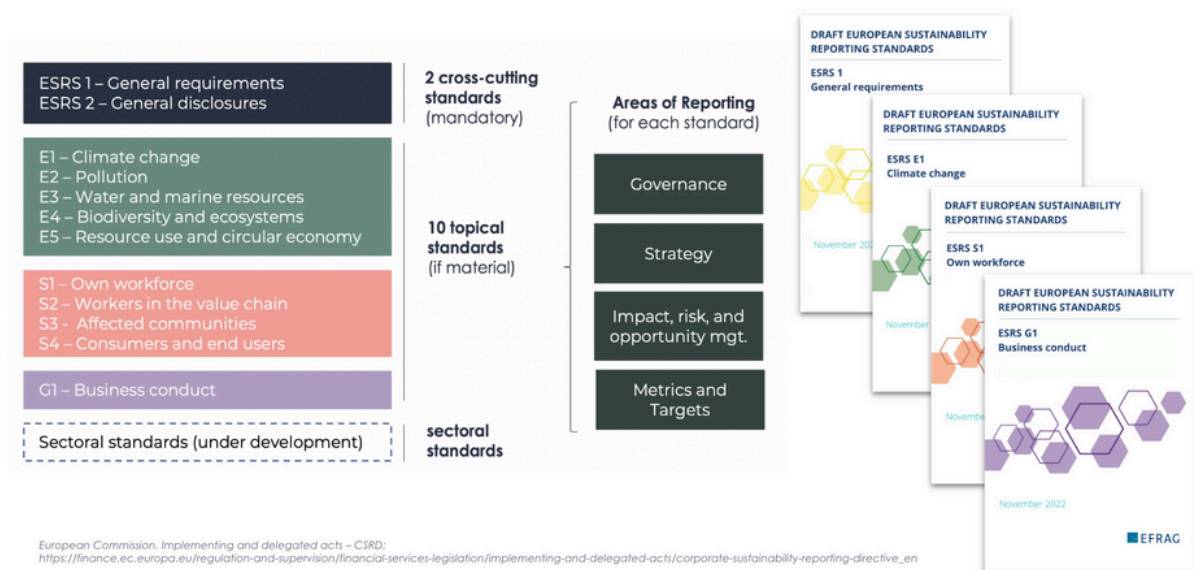 ESRS 1 – General requirements
ESRS 2 – General disclosures
2 cross-cutting
standards
(mandatory)
E1 – Climate change
E2 – Pollution
E3 – Water and marine resources
E4 – Biodiversity and ecosystems
E5 – Resource use and circular economy
10 topical
standards
(if material)
S1 – Own workforce
S2 – Workers in the value chain
S3 -  Affected communities
S4 – Consumers and end users
G1 – Business conduct
Sectoral standards (under development)
sectoral
standards
Areas of Reporting
(for each standard)
Governance
Strategy
Impact, risk, and
opportunity mgt.
Metrics and
Targets
DRAFT EUROPEAN SUSTAINABILITY
REPORTING STANDARDS
ESRS 1
General requirements
November 202
DRAFT EUROPEAN SUSTAINABILITY
REPORTING STANDARDS
ESRS E1
Climate change
November
DRAFT EUROPEAN SUSTAINABILITY
REPORTING STANDARDS
ESRS S1
Own workforce
Novembe
DRAFT EUROPEAN SUSTAINABILITY
REPORTING STANDARDS
ESRS G1
Business conduct
November 2022
EFRAG
European Commission. Implementing and delegated acts – CSRD;
https://finance.ec.europa.eu/regulation-and-supervision/financial-services-legislation/implementing-and-delegated-acts/corporate-sustainability-reporting-directive_en